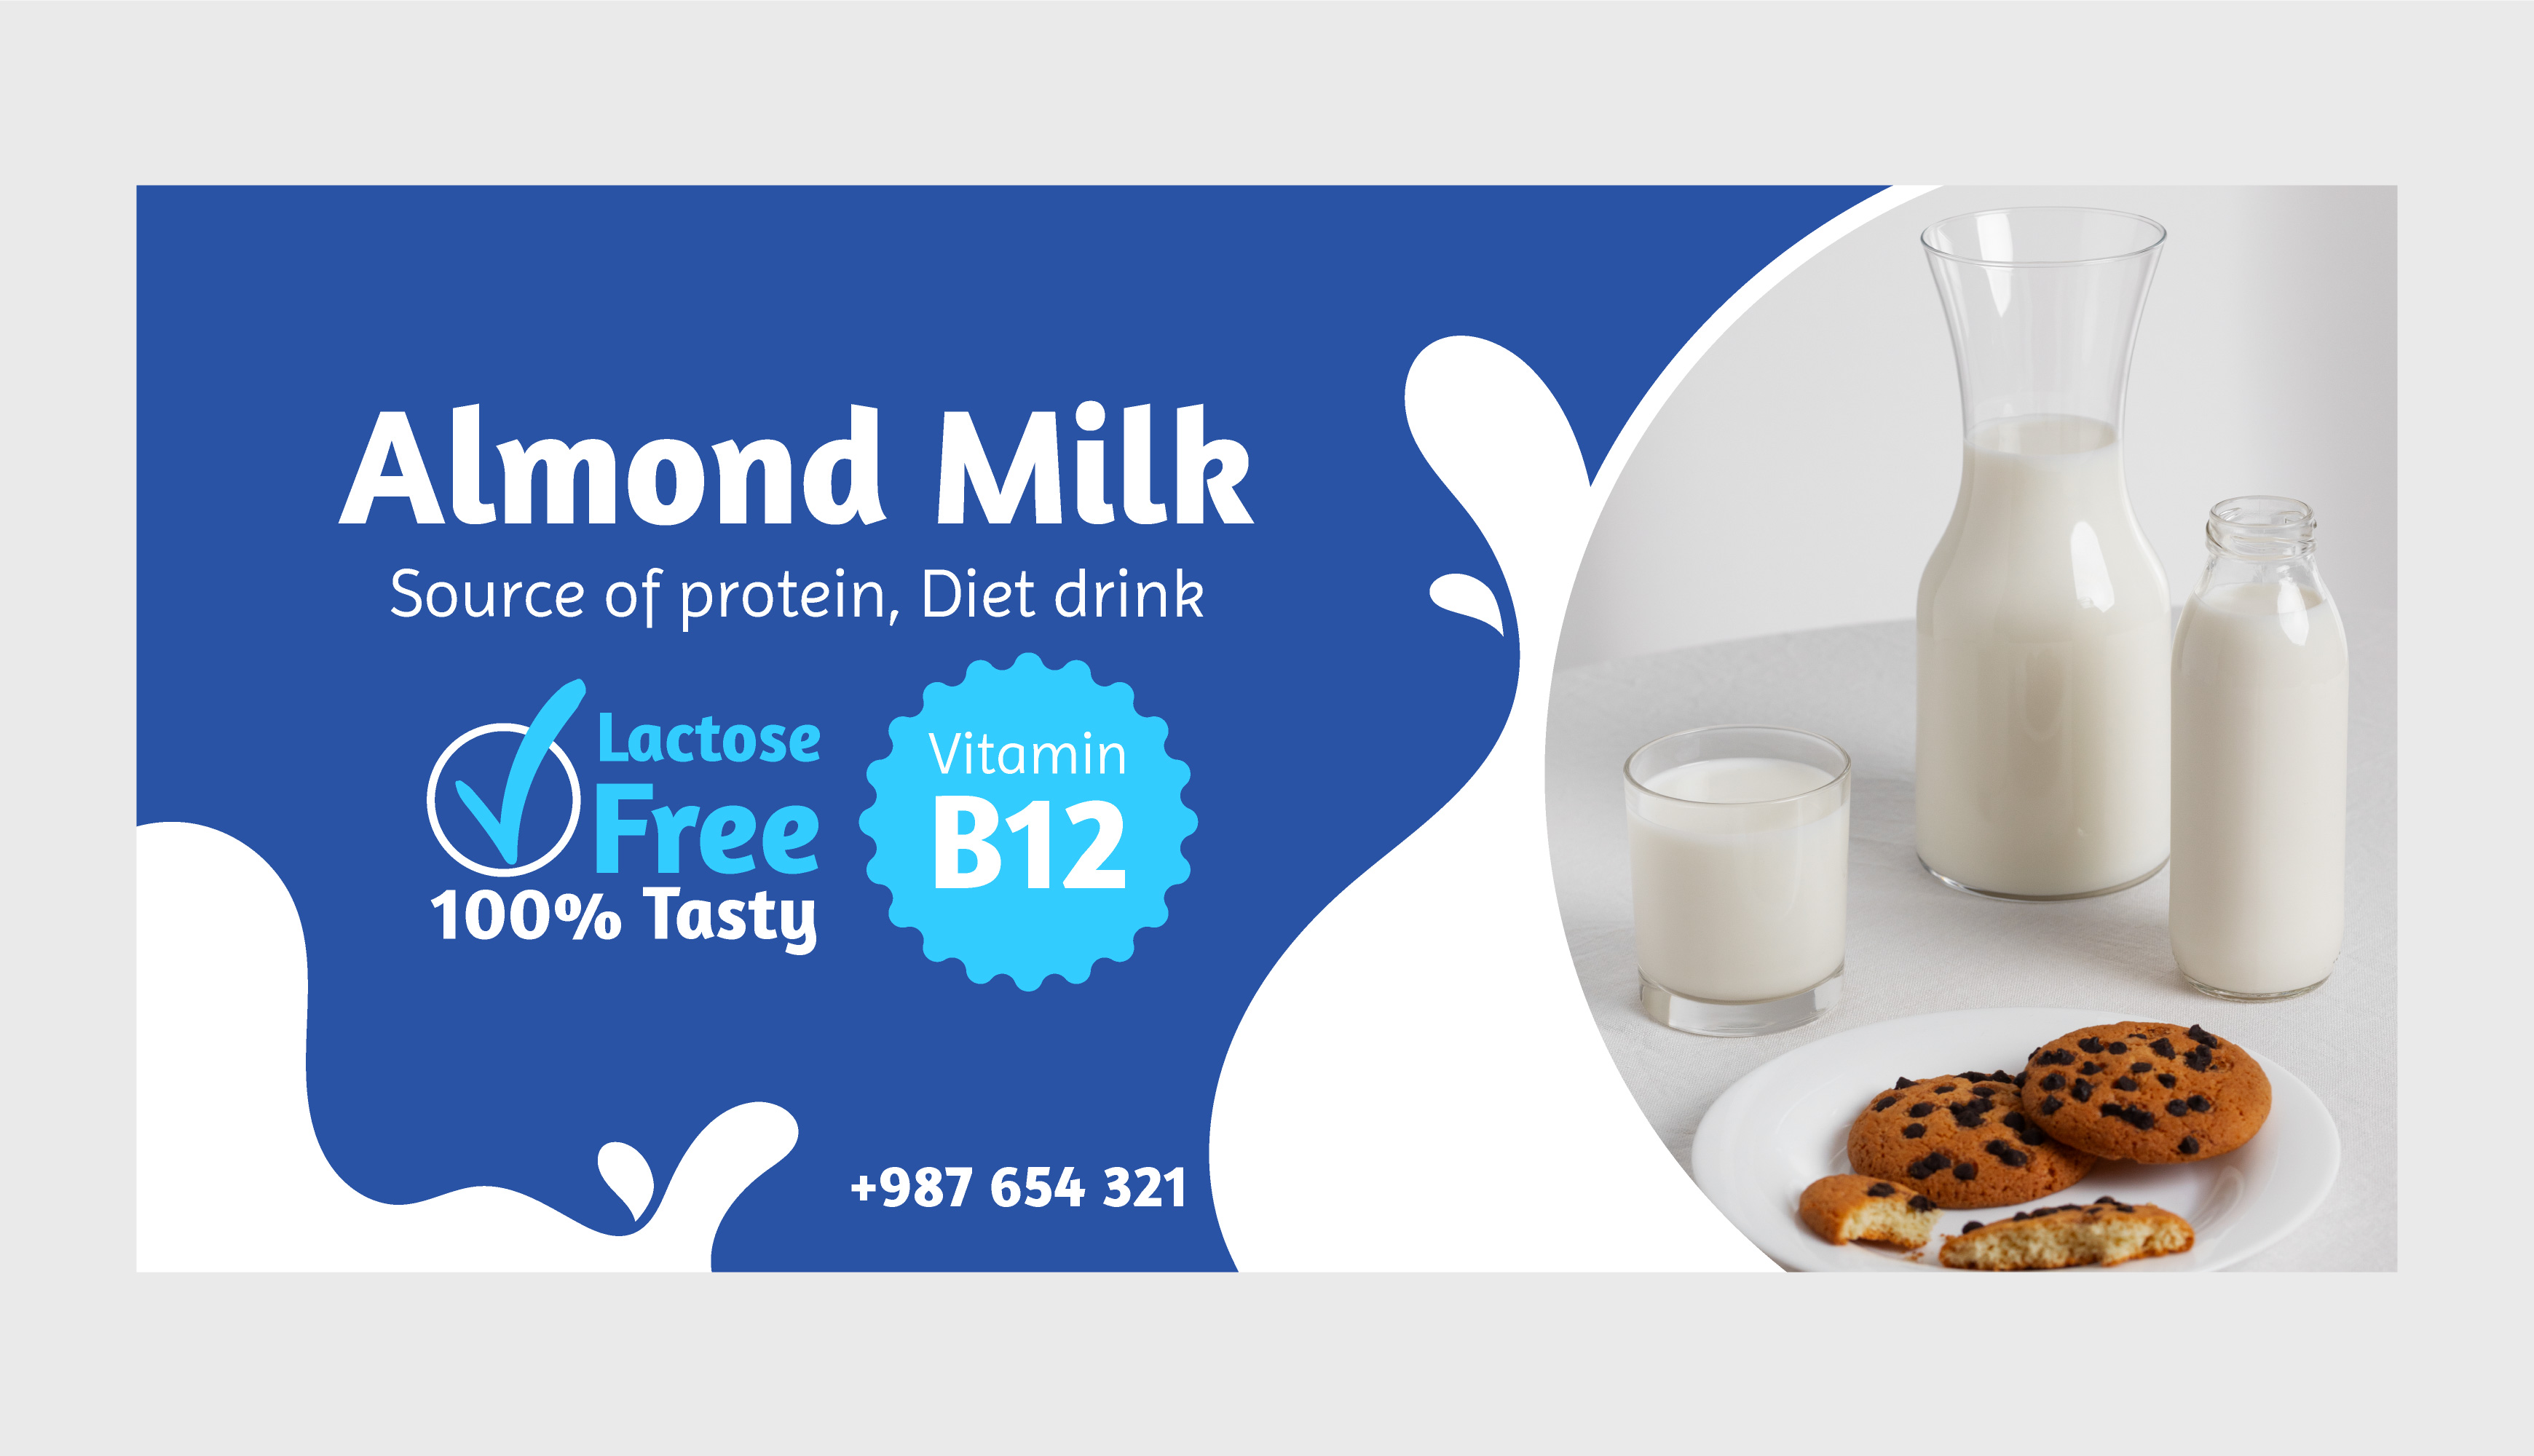 Almond Milk
Source of protein, Diet drink
Lactose
Free
100% Tasty
Vitamin
B12
+987 654 321